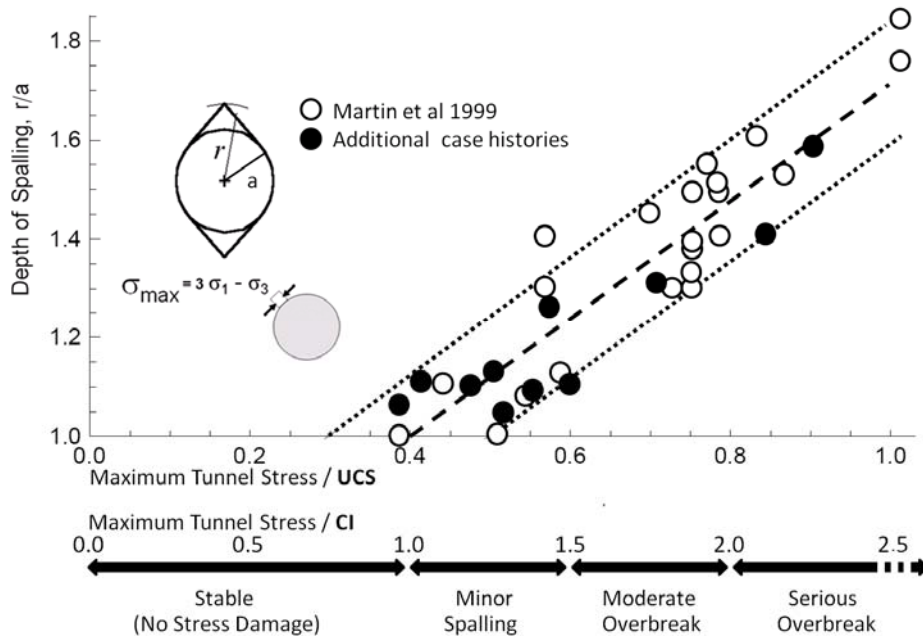 Depth of Spalling, r/a
1.8
1.6
1.4
1.2
1.0
Martin et al 1999
Additional case histories
r
a
σmax = 3 σ1 - σ3
0.0 0.2 0.4 0.6 0.8 1.0
Maximum Tunnel Stress / UCS
Maximum Tunnel Stress / CI
0.0 0.5 1.0 1.5 2.0 2.5
Stable Minor Moderate Serious
(No Stress Damage) Spalling Overbreak Overbreak